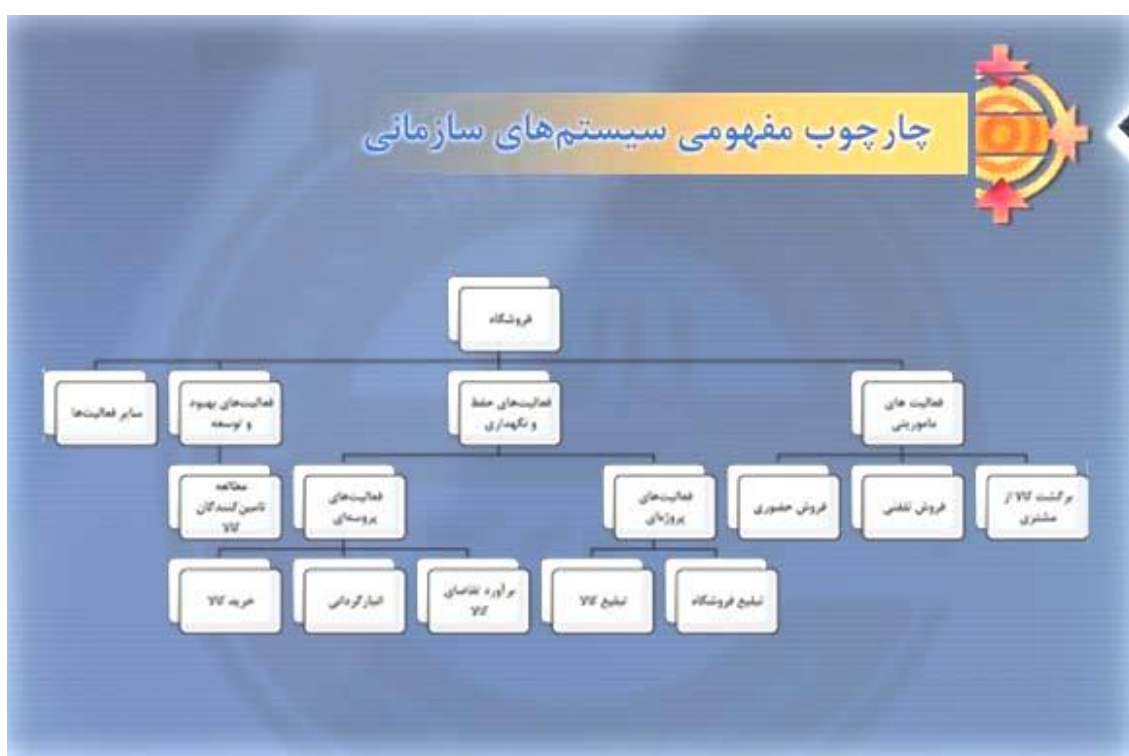 چارچوب مفهومی سیستم‌های سازمانی
فروشگاه
فعالیت های
ماموریتی
فعالیت‌های حفظ
و نگهداری
فعالیت‌های بهبود
و توسعه
سایر فعالیت‌ها
برگشت کالا از
مشتری
فروش تلفنی
فروش حضوری
فعالیت‌های
پروژه‌ای
فعالیت‌های
پروسه‌ای
مطالعه
تامین‌کنندگان
کالا
تبلیغ فروشگاه
تبلیغ کالا
برآورد تقاضای
کالا
انبارگردانی
خرید کالا